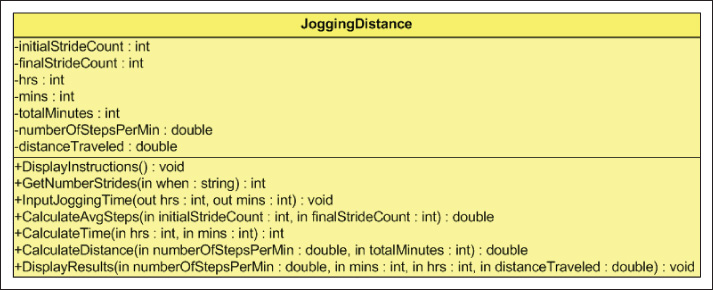 JoggingDistance
-initialStrideCount : int
-finalStrideCount : int
-hrs : int
-mins : int
-totalMinutes : int
-numberOfStepsPerMin : double
-distanceTraveled : double
+DisplayInstructions() : void
+GetNumberStrides(in when : string) : int
+InputJoggingTime(out hrs : int, out mins : int) : void
+CalculateAvgSteps(in initialStrideCount : int, in finalStrideCount : int) : double
+CalculateTime(in hrs : int, in mins : int) : int
+CalculateDistance(in numberOfStepsPerMin : double, in totalMinutes : int) : double
+DisplayResults(in numberOfStepsPerMin : double, in mins : int, in hrs : int, in distanceTraveled : double) : void